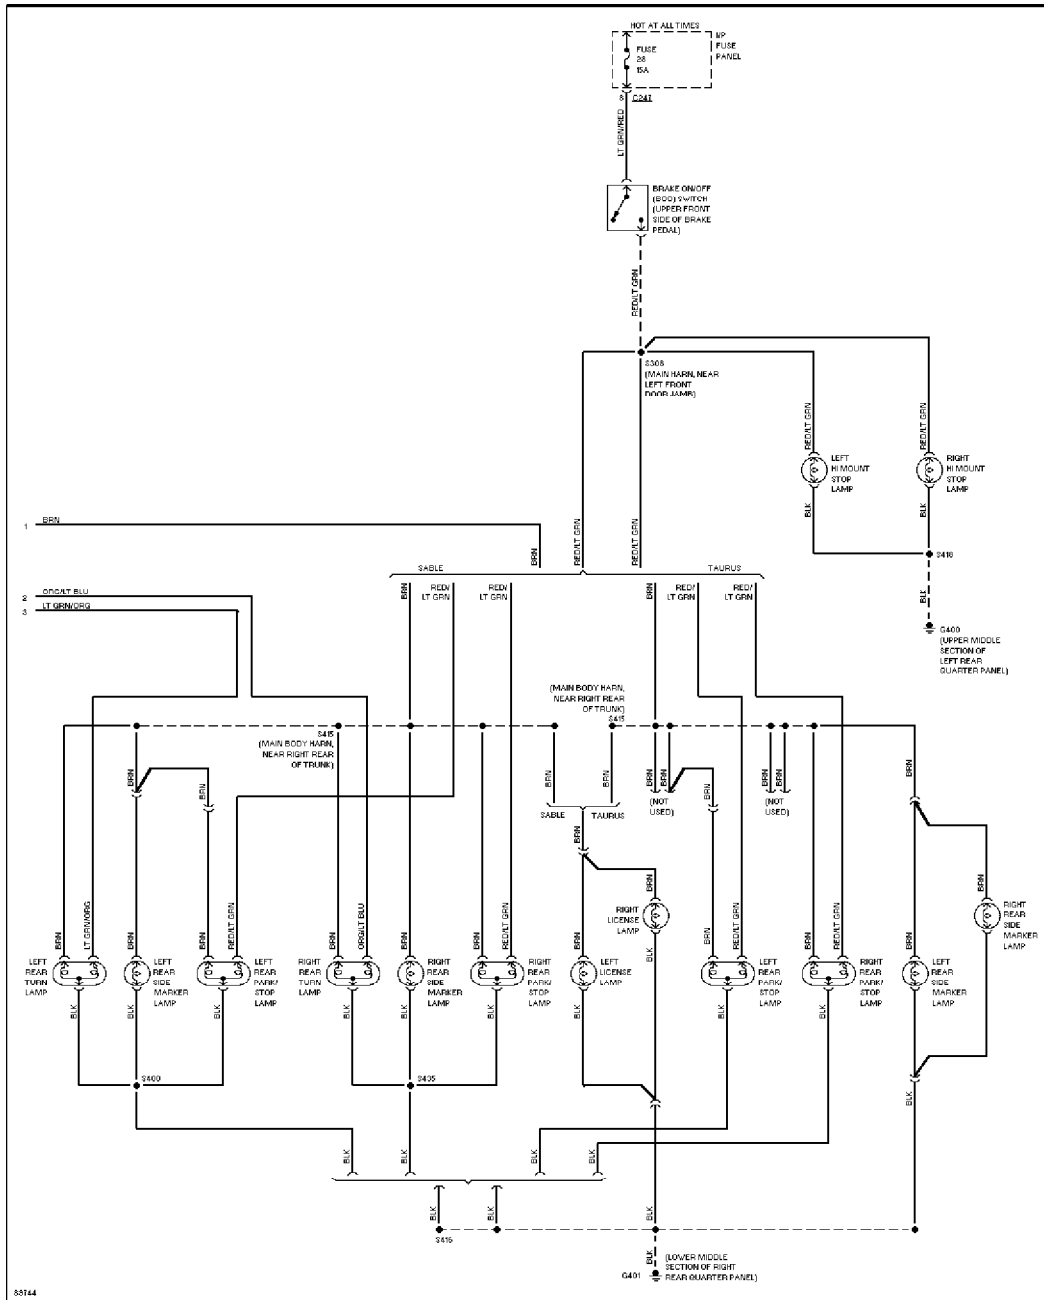 HOT AT ALL TIMES
I/P
FUSE
PANEL
FUSE
28
15A
8 C247
LT GRN/RED
BRAKE ON/OFF
(BOO) SWITCH
(UPPER FRONT
SIDE OF BRAKE
PEDAL)
RED/LT GRN
S308
(MAIN HARN, NEAR
LEFT FRONT
DOOR JAMB)
RED/LT GRN
RED/LT GRN
LEFT
HI MOUNT
STOP
LAMP
RIGHT
HI MOUNT
STOP
LAMP
BLK
BLK
S418
BLK
G400
(UPPER MIDDLE
SECTION OF
LEFT REAR
QUARTER PANEL)
1 BRN
BRN
RED/LT GRN
RED/LT GRN
SABLE
TAURUS
2 ORG/LT BLU
3 LT GRN/ORG
BRN
RED/
LT GRN
RED/
LT GRN
BRN
RED/
LT GRN
RED/
LT GRN
(MAIN BODY HARN,
NEAR RIGHT REAR
OF TRUNK)
S415
S415
(MAIN BODY HARN,
NEAR RIGHT REAR
OF TRUNK)
BRN
BRN
BRN
BRN
BRN
BRN
BRN
BRN
BRN
BRN
(NOT
USED)
(NOT
USED)
SABLE
TAURUS
BRN
BRN
BRN
RIGHT
LICENSE
LAMP
BLK
RIGHT
REAR
SIDE
MARKER
LAMP
BRN
LT GRN/ORG
BRN
BRN
RED/LT GRN
BRN
ORG/LT BLU
BRN
BRN
RED/LT GRN
BRN
BRN
RED/LT GRN
BRN
RED/LT GRN
BRN
LEFT
REAR
TURN
LAMP
LEFT
REAR
SIDE
MARKER
LAMP
LEFT
REAR
PARK/
STOP
LAMP
RIGHT
REAR
TURN
LAMP
RIGHT
REAR
SIDE
MARKER
LAMP
RIGHT
REAR
PARK/
STOP
LAMP
LEFT
LICENSE
LAMP
LEFT
REAR
PARK/
STOP
LAMP
RIGHT
REAR
PARK/
STOP
LAMP
LEFT
REAR
SIDE
MARKER
LAMP
BLK
BLK
BLK
BLK
BLK
BLK
BLK
BLK
BLK
BLK
BLK
S400
S405
BLK
BLK
BLK
BLK
BLK
BLK
BLK
BLK
S416
BLK
G401
(LOWER MIDDLE
SECTION OF RIGHT
REAR QUARTER PANEL)
88744